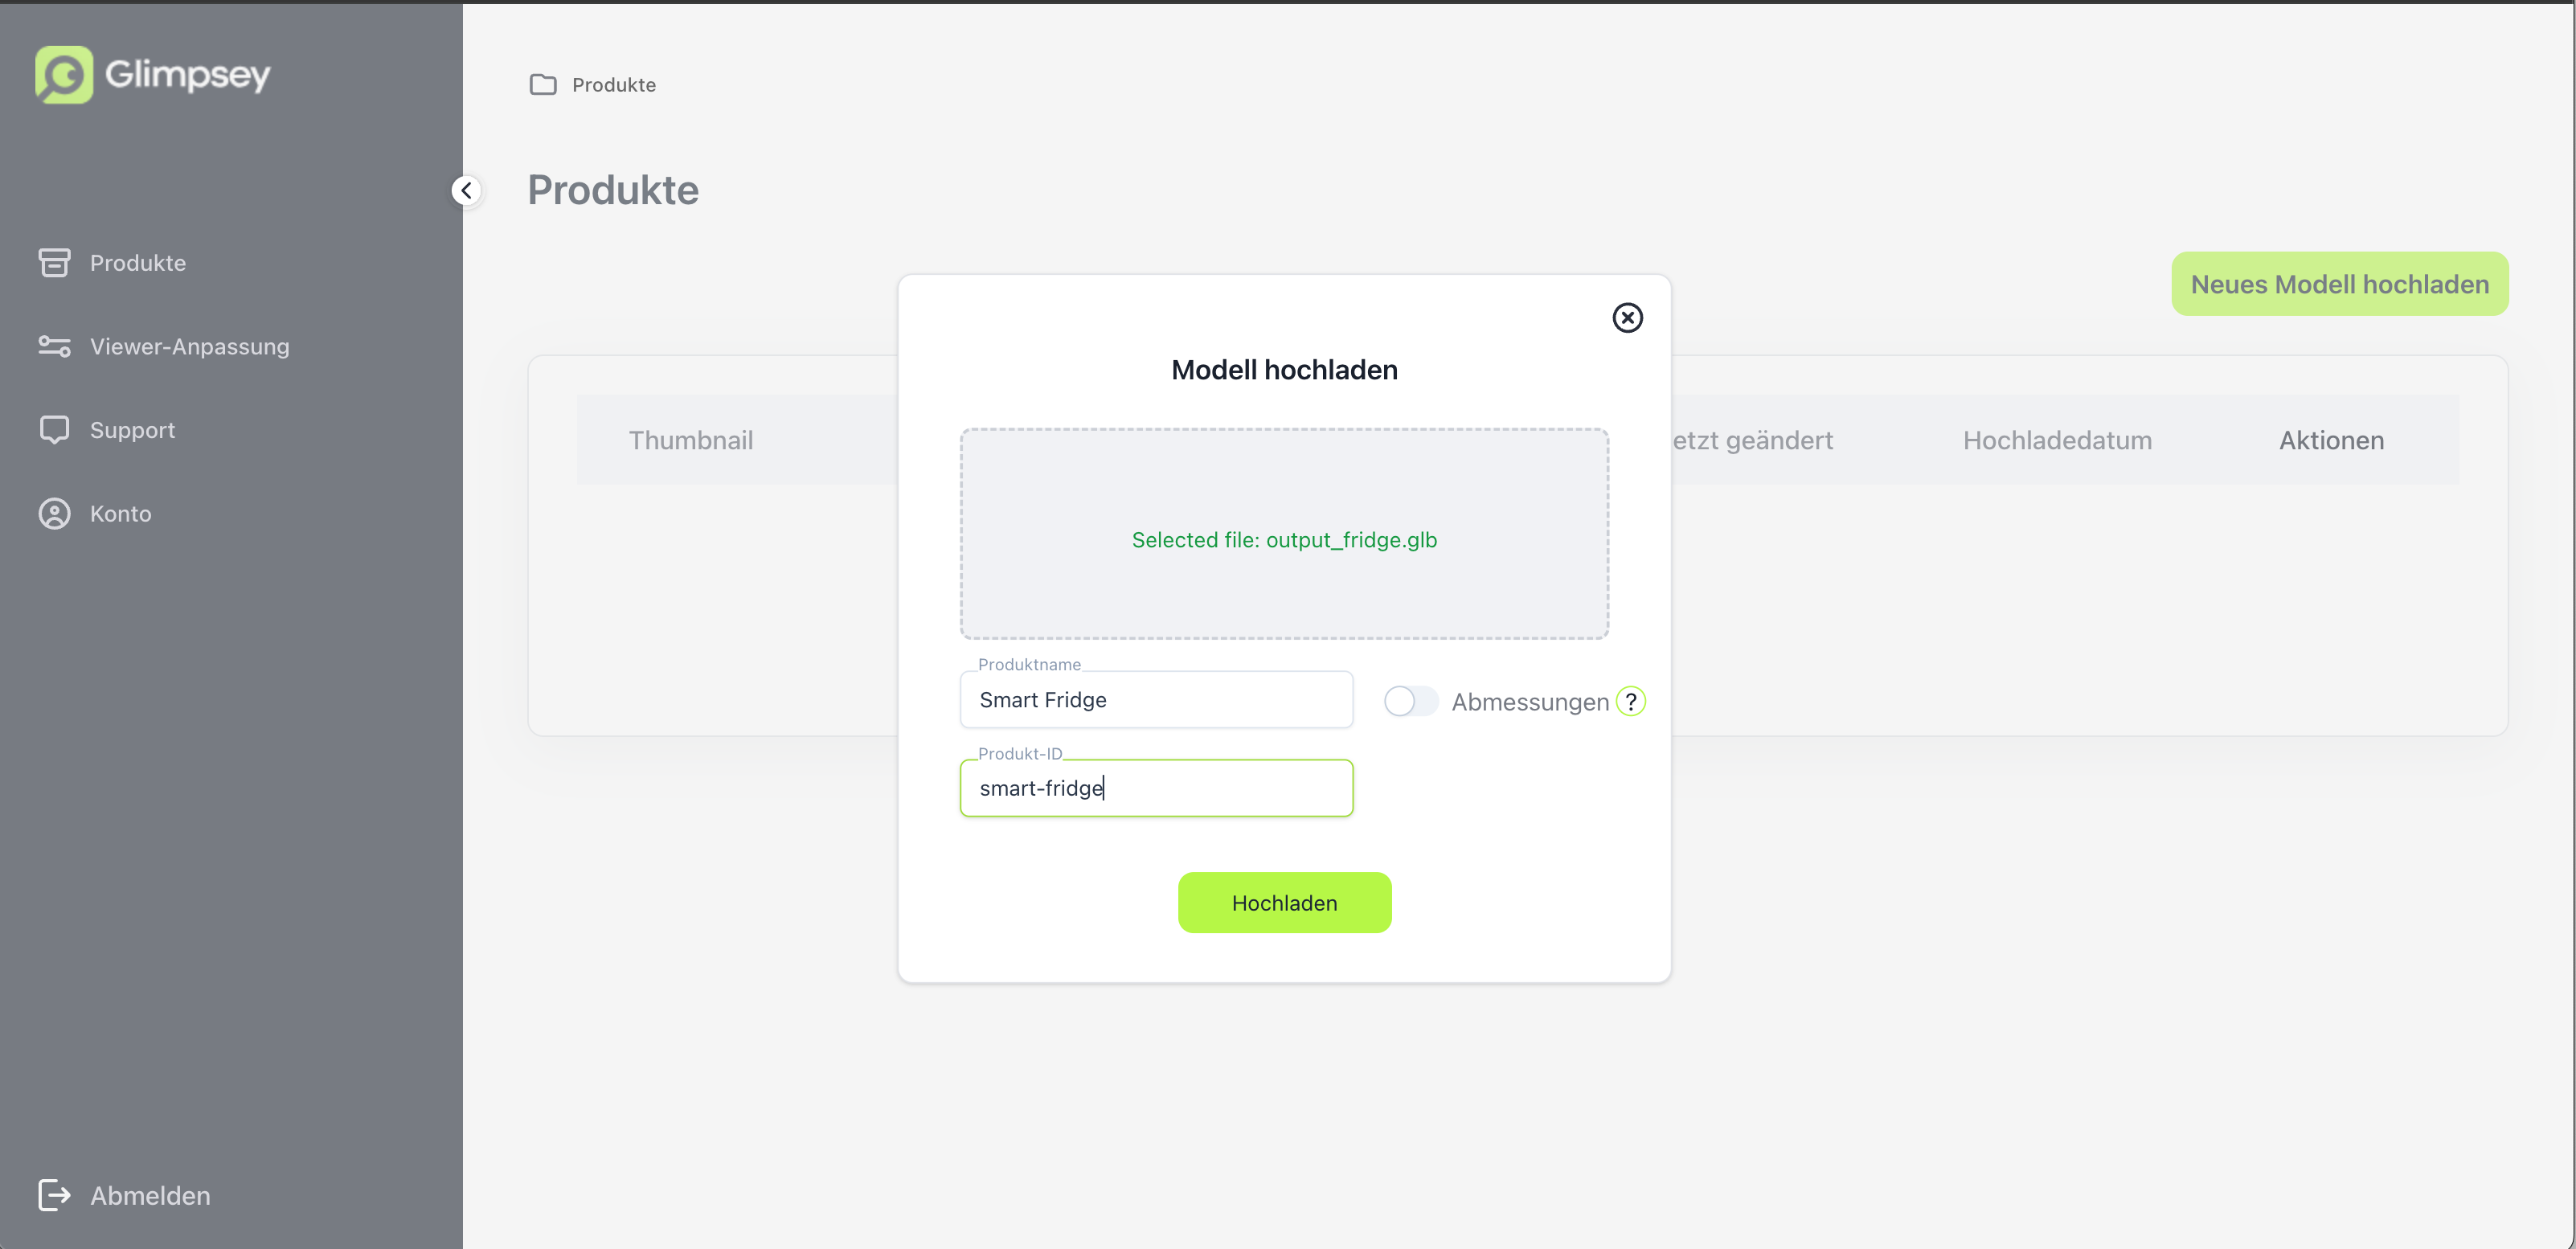 Glimpsey
Produkte
Viewer-Anpassung
Support
Konto
Abmelden
Produkte
Produkte
Neues Modell hochladen
Thumbnail
etzt geändert
Hochladedatum
Aktionen
Modell hochladen
Selected file: output_fridge.glb
Produktname
Smart Fridge
Abmessungen ?
Produkt-ID
smart-fridge
Hochladen